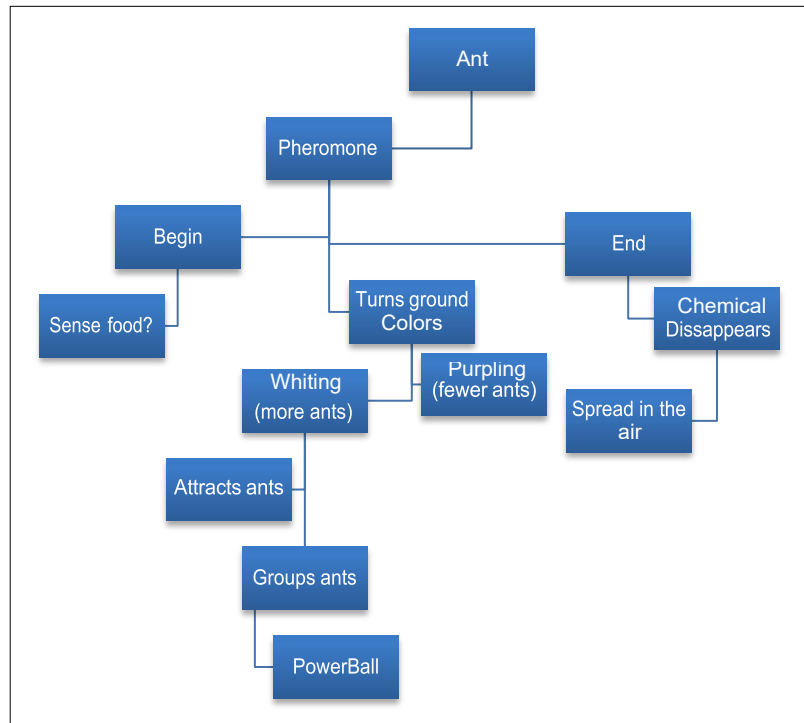 Ant
Pheromone
Begin
End
Sense food?
Turns ground
Colors
Chemical
Dissappears
Whiting
(more ants)
Purpling
(fewer ants)
Spread in the
air
Attracts ants
Groups ants
PowerBall